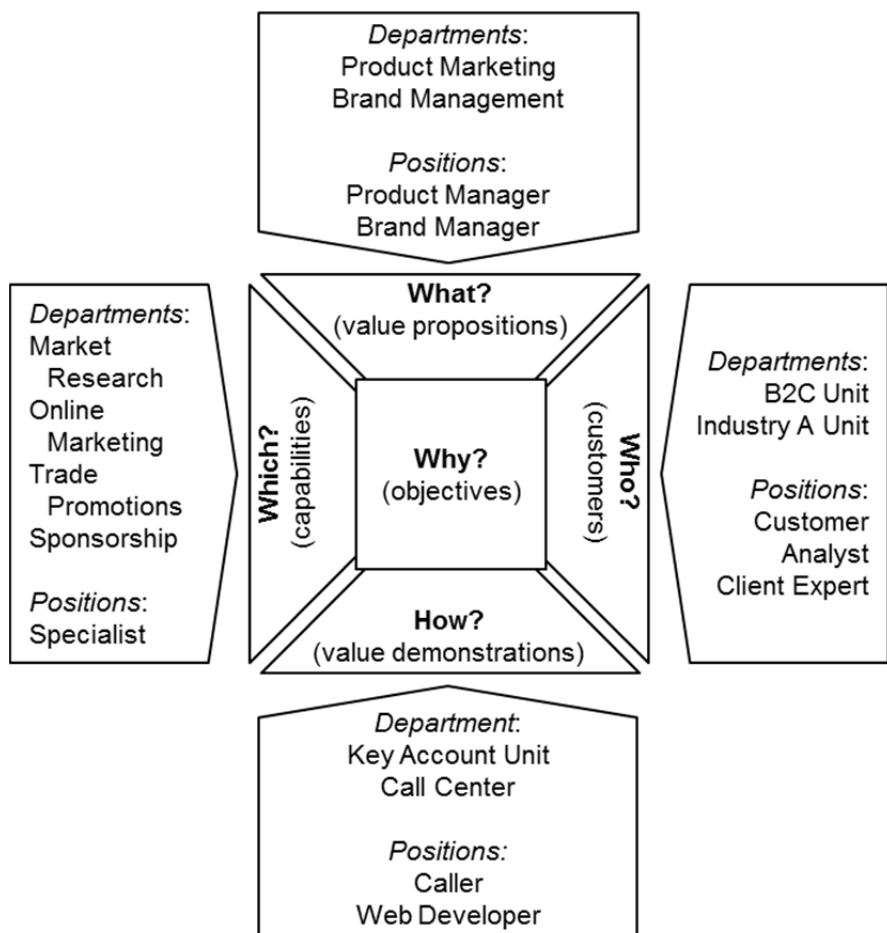 Departments:
Product Marketing
Brand Management
Positions:
Product Manager
Brand Manager
What?
(value propositions)
Departments:
Market
Research
Online
Marketing
Trade
Promotions
Sponsorship
Positions:
Specialist
Which?
(capabilities)
Why?
(objectives)
Who?
(customers)
Departments:
B2C Unit
Industry A Unit
Positions:
Customer
Analyst
Client Expert
How?
(value demonstrations)
Department:
Key Account Unit
Call Center
Positions:
Caller
Web Developer